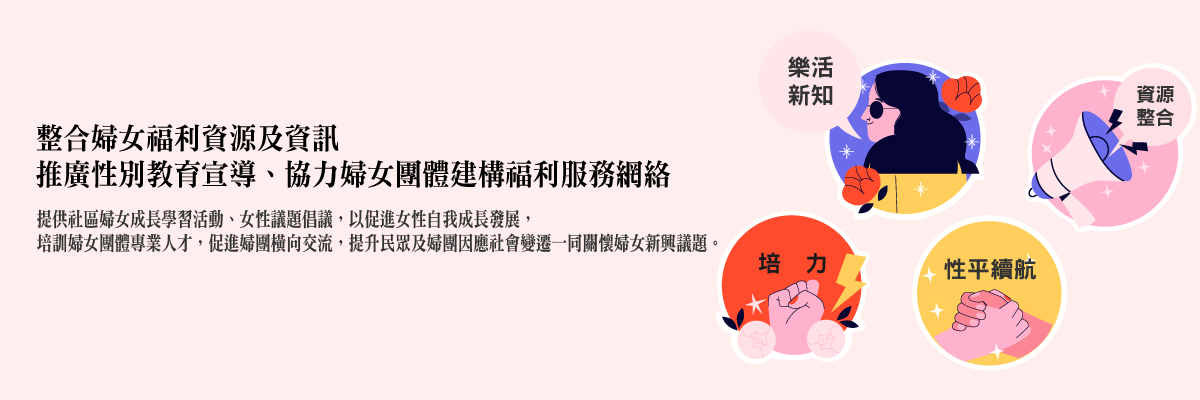 整合婦女福利資源及資訊
推廣性別教育宣導、協力婦女團體建構福利服務網絡
提供社區婦女成長學習活動、女性議題倡議，以促進女性自我成長發展，
培訓婦女團體專業人才，促進婦團橫向交流，提升民眾及婦團因應社會變遷一同關懷婦女新興議題。
樂活
新知
資源
整合
培　力
性平續航